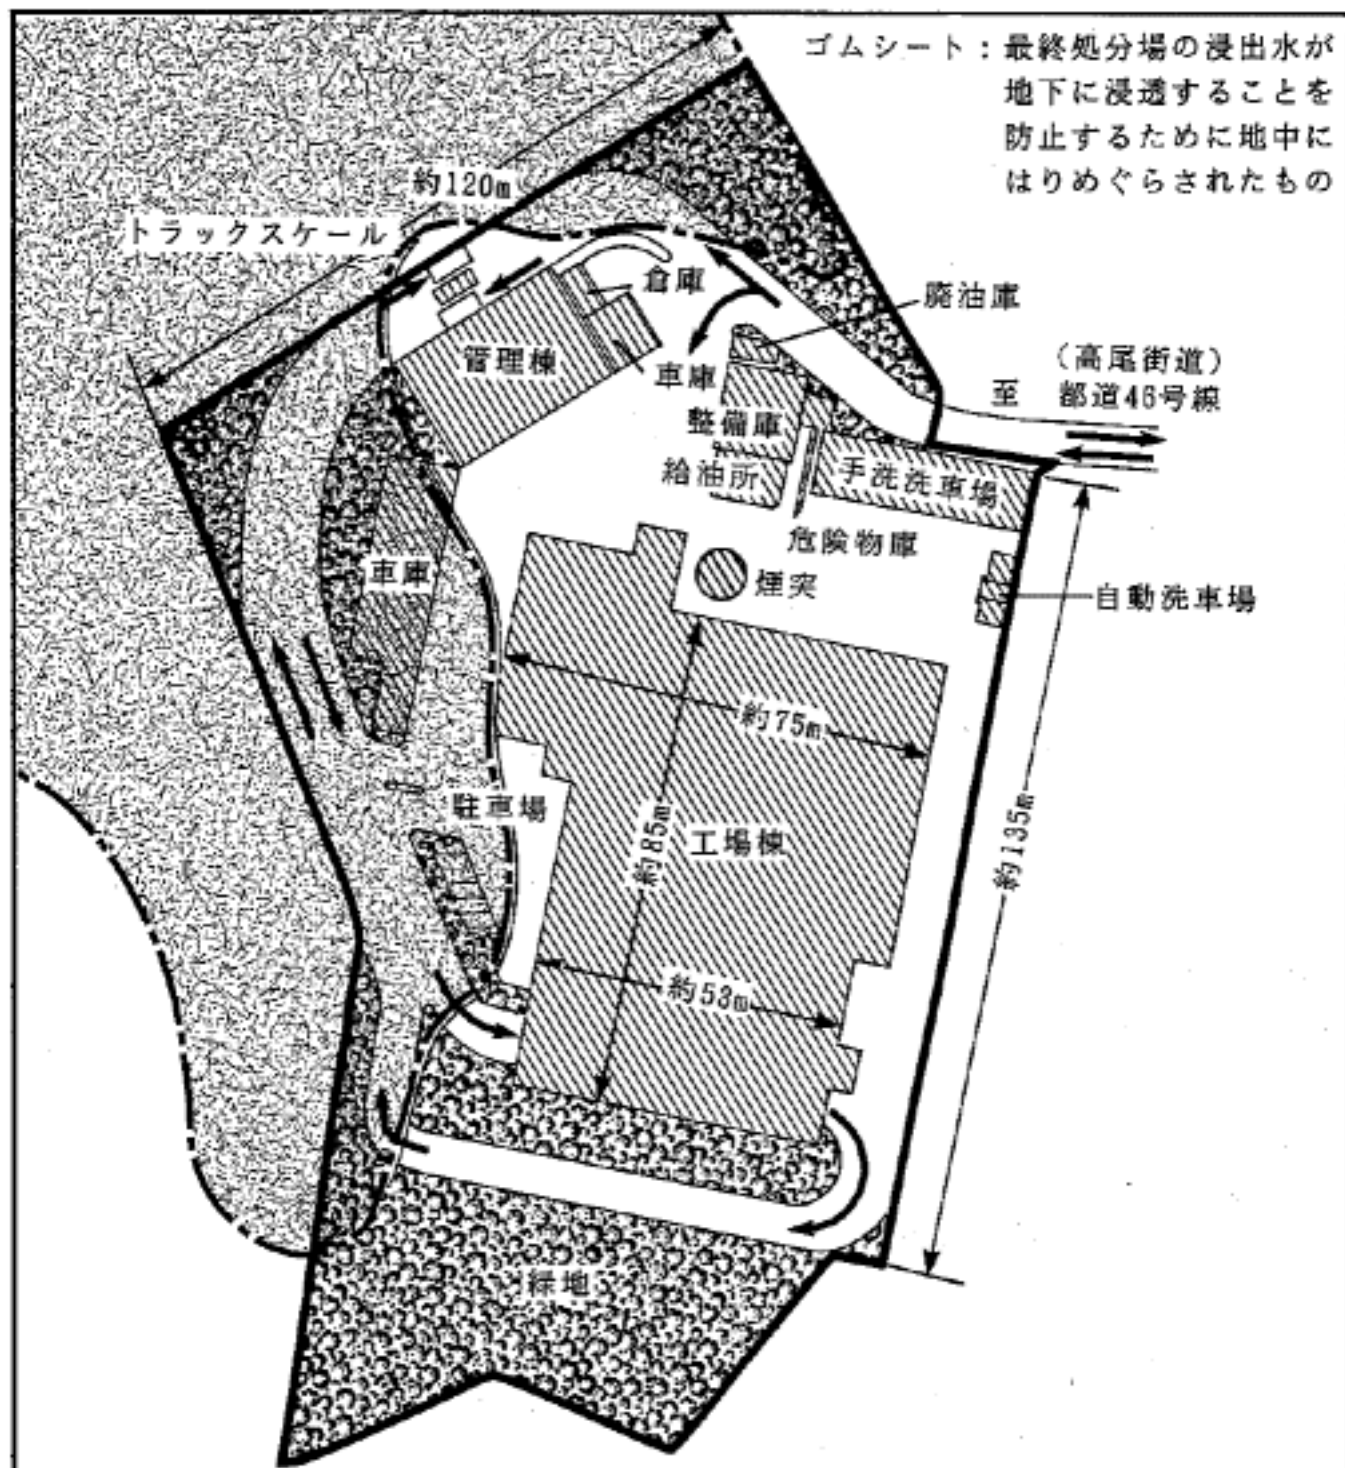 ゴムシート：最終処分場の浸出水が
地下に浸透することを
防止するために地中に
はりめぐらされたもの
約120m
トラックスケール
倉庫
廃油庫
管理棟
車庫
（高尾街道）
至 都道46号線
整備庫
給油所
手洗洗車場
危険物庫
車庫
煙突
自動洗車場
約75m
駐車場
約85m
工場棟
約135m
約53m
緑地